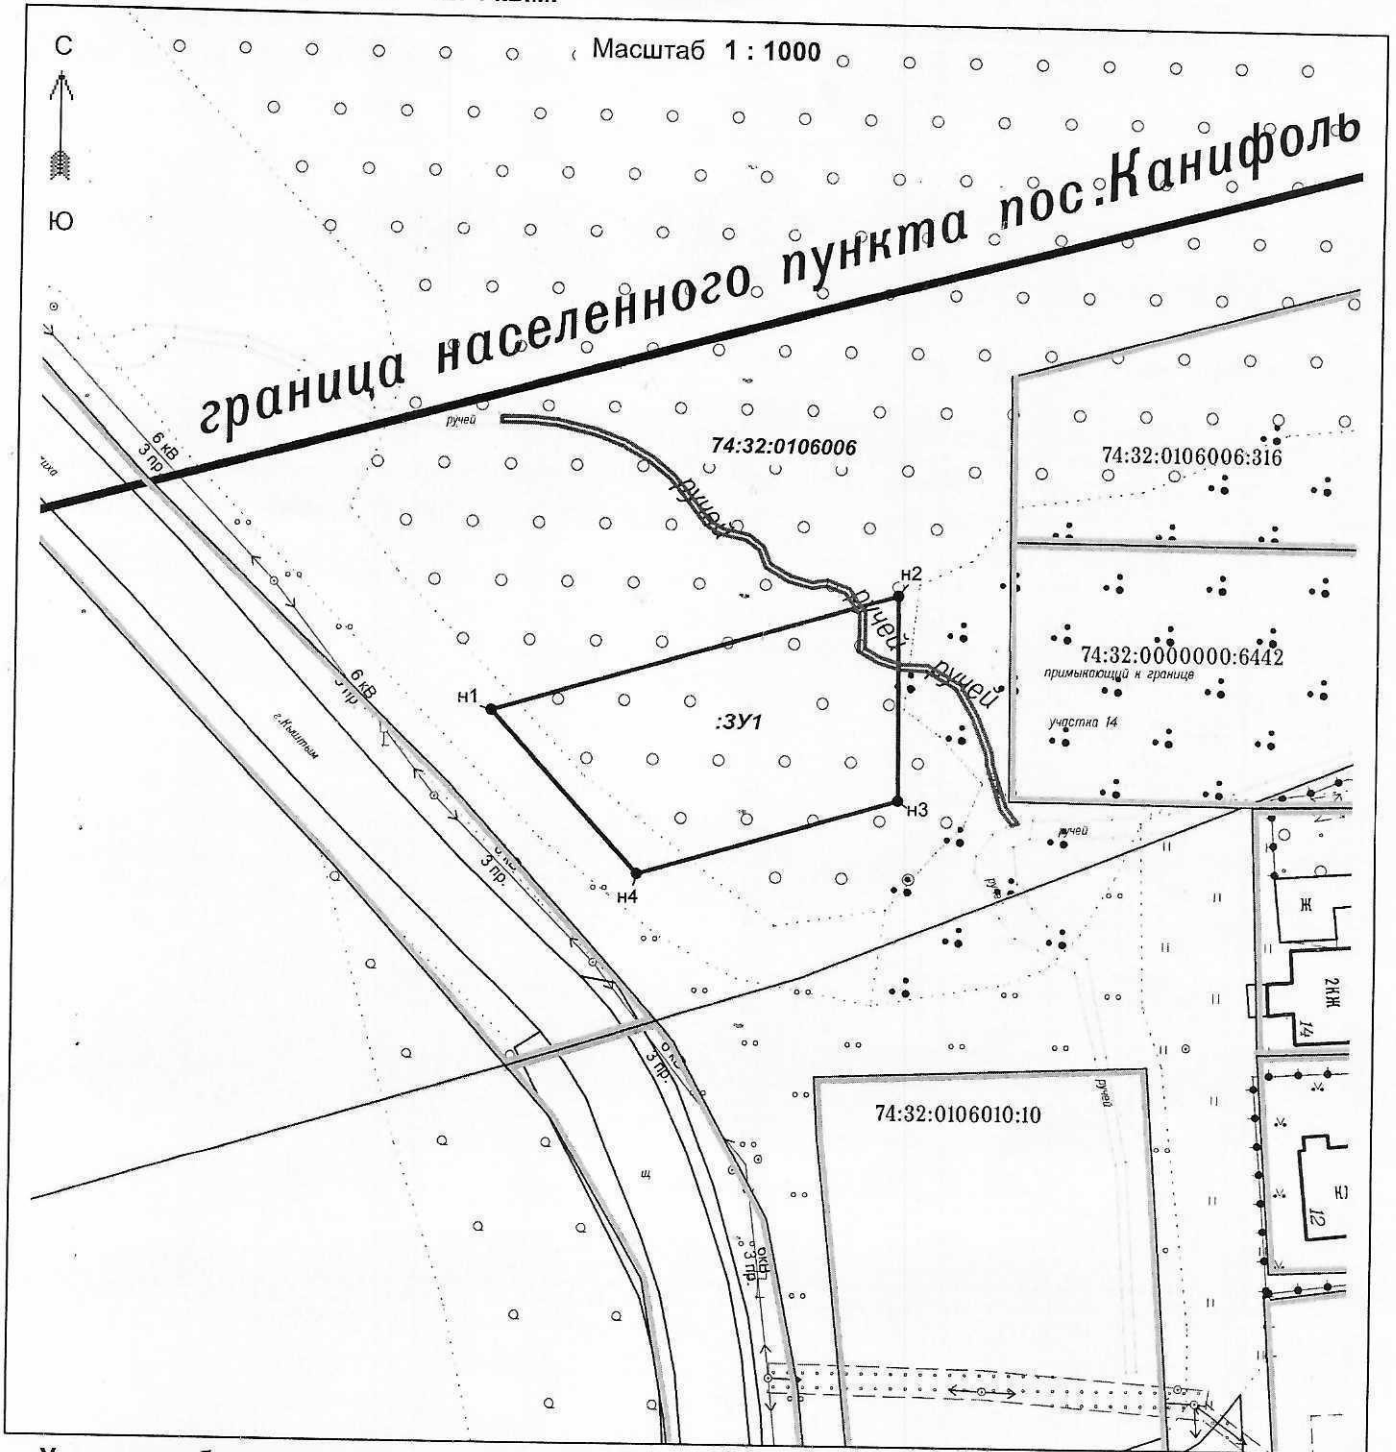 С
Масштаб 1 : 1000
Ю
граница населенного пункта пос.Канифоль
ручей
74:32:0106006
74:32:0106006:316
6 кВ
3 пр.
ручей
н2
ручей
74:32:0000000:6442
примыкающий к границе
ручей
6 кВ
пр
н1
:ЗУ1
участка 14
г.Кыштым
н3
ручей
3 пр.
н4
Ж
2КЖ
14
3 пр.
ручей
74:32:0106010:10
щ
12
3 пр.